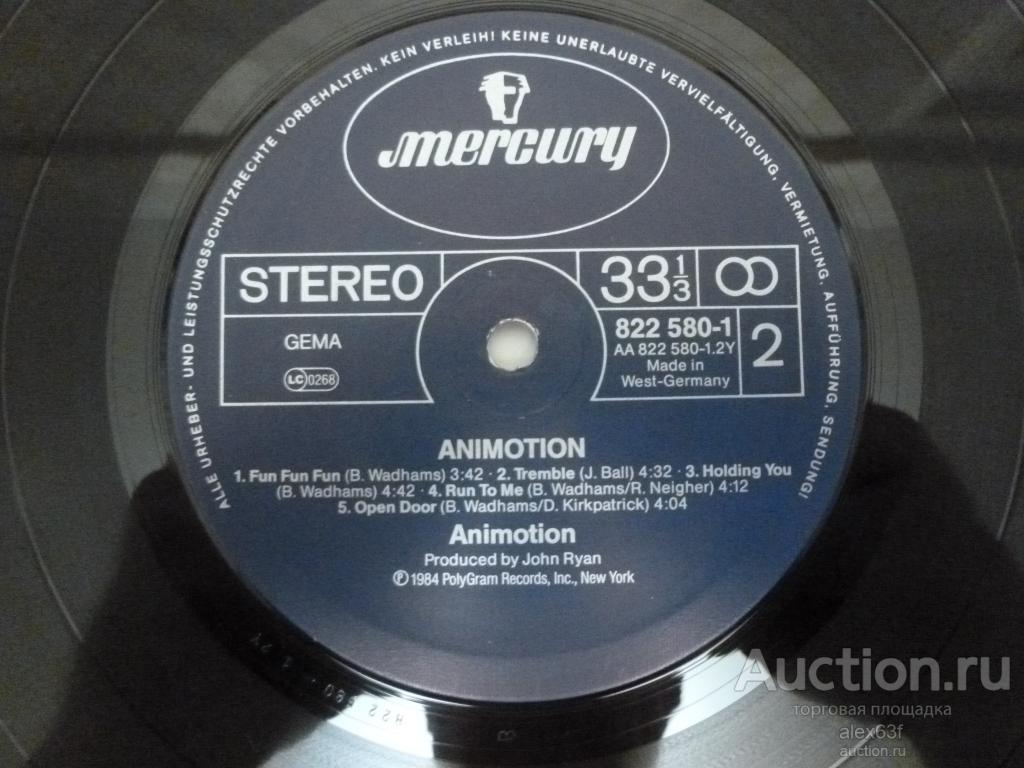 ALLE URHEBER- UND LEISTUNGSSCHUTZRECHTE VORBEHALTEN. KEIN VERLEIH! KEINE UNERLAUBTE VERVIELFÄLTIGUNG, VERMIETUNG, AUFFÜHRUNG, SENDUNG!
mercury
STEREO
33 1/3
GEMA
LC 0268
822 580-1
AA 822 580-1.2Y
Made in
West-Germany
2
ANIMOTION
1. Fun Fun Fun (B. Wadhams) 3:42 · 2. Tremble (J. Ball) 4:32 · 3. Holding You
(B. Wadhams) 4:42 · 4. Run To Me (B. Wadhams/R. Neigher) 4:12
5. Open Door (B. Wadhams/D. Kirkpatrick) 4:04
Animotion
Produced by John Ryan
℗ 1984 PolyGram Records, Inc., New York
Auction.ru
торговая площадка
alex63f
auction.ru